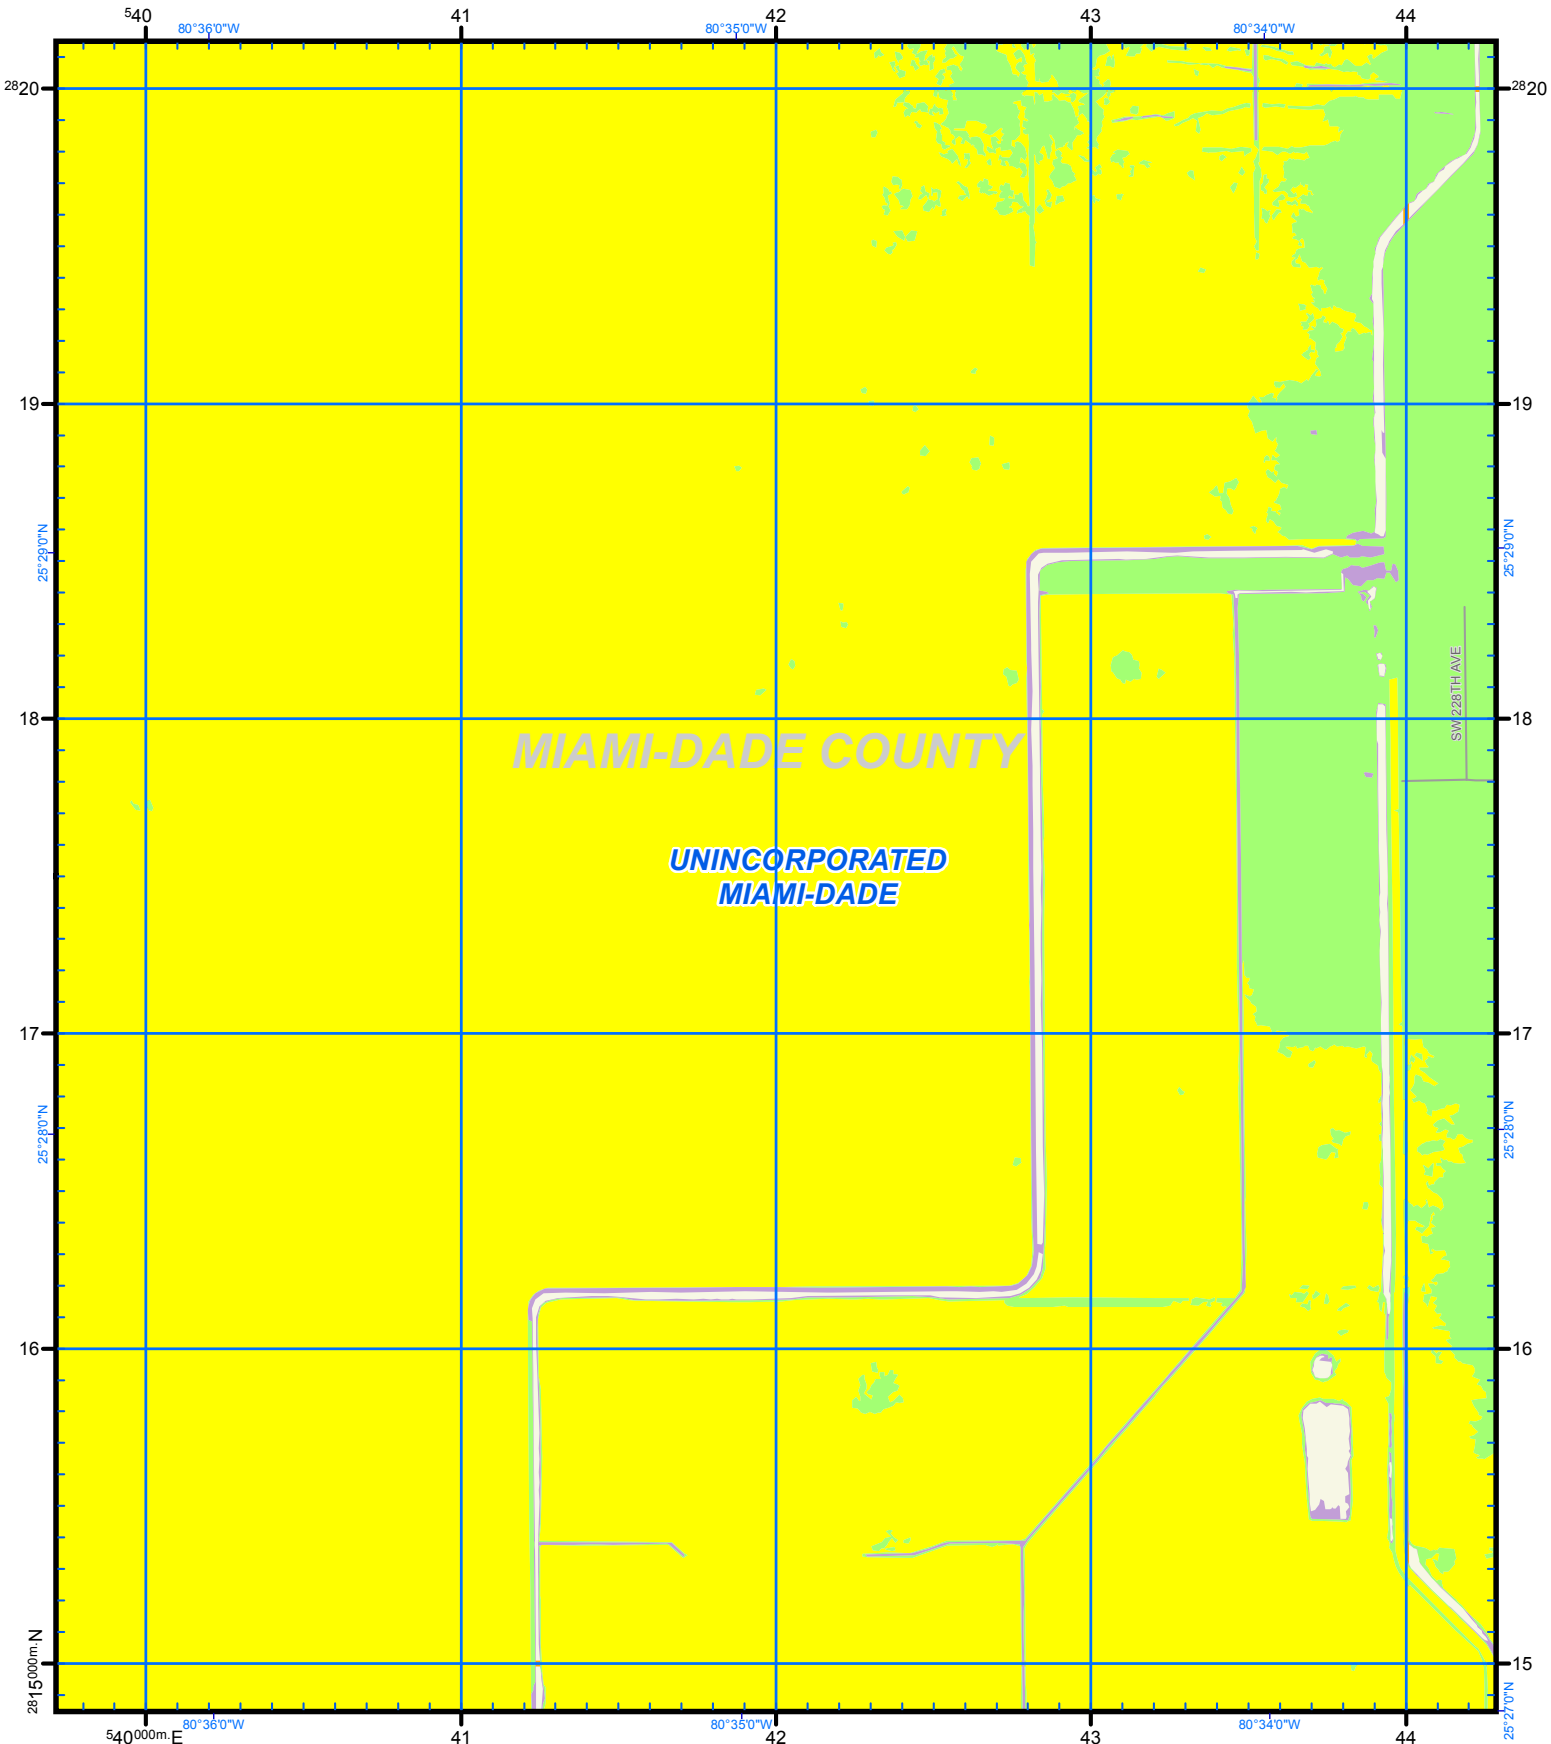 ⁵40 41 42 43 44
80°36'0"W 80°35'0"W 80°34'0"W
²⁸20 ²⁸20
19 19
25°29'0"N 25°29'0"N
SW 228TH AVE
18 18
MIAMI-DADE COUNTY
UNINCORPORATED
MIAMI-DADE
17 17
25°28'0"N 25°28'0"N
16 16
²⁸15⁰⁰⁰ᵐ·N 15
25°27'0"N
80°36'0"W 80°35'0"W 80°34'0"W
⁵40⁰⁰⁰ᵐ·E 41 42 43 44